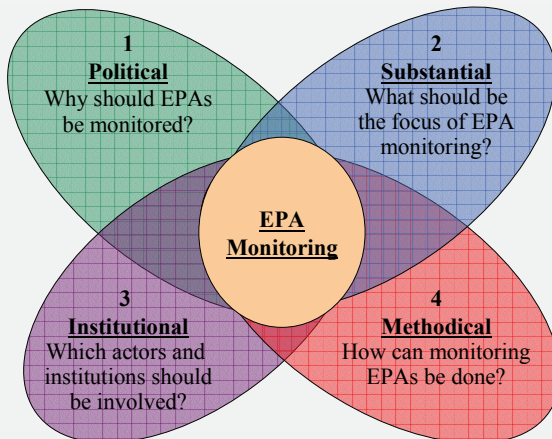 1
Political
Why should EPAs
be monitored?
2
Substantial
What should be
the focus of EPA
monitoring?
EPA
Monitoring
3
Institutional
Which actors and
institutions should
be involved?
4
Methodical
How can monitoring
EPAs be done?